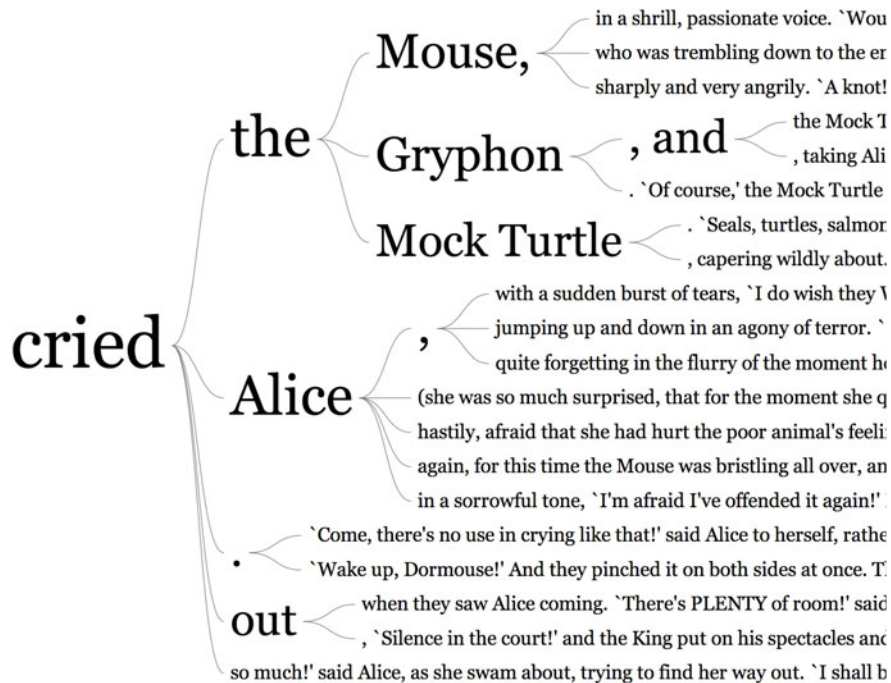 in a shrill, passionate voice. `Wou
Mouse,
who was trembling down to the
sharply and very angrily. `A knot!
the
the Mock
, and
Gryphon
, taking Ali
. `Of course,' the Mock Turtle
. `Seals, turtles, salmon
Mock Turtle
, capering wildly about.
with a sudden burst of tears, `I do wish they
,
jumping up and down in an agony of terror. `
cried
quite forgetting in the flurry of the moment
Alice
(she was so much surprised, that for the moment she
hastily, afraid that she had hurt the poor animal's
again, for this time the Mouse was bristling all over,
in a sorrowful tone, `I'm afraid I've offended it again!'
`Come, there's no use in crying like that!' said Alice to herself,
.
`Wake up, Dormouse!' And they pinched it on both sides at once.
when they saw Alice coming. `There's PLENTY of room!' said
out
, `Silence in the court!' and the King put on his spectacles and
so much!' said Alice, as she swam about, trying to find her way out. `I shall